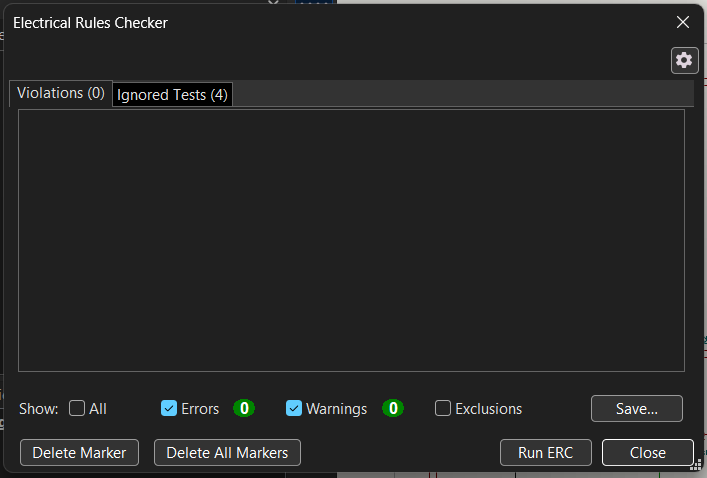 Electrical Rules Checker
Violations (0)
Ignored Tests (4)
Show:
All
Errors
0
Warnings
0
Exclusions
Save...
Delete Marker
Delete All Markers
Run ERC
Close